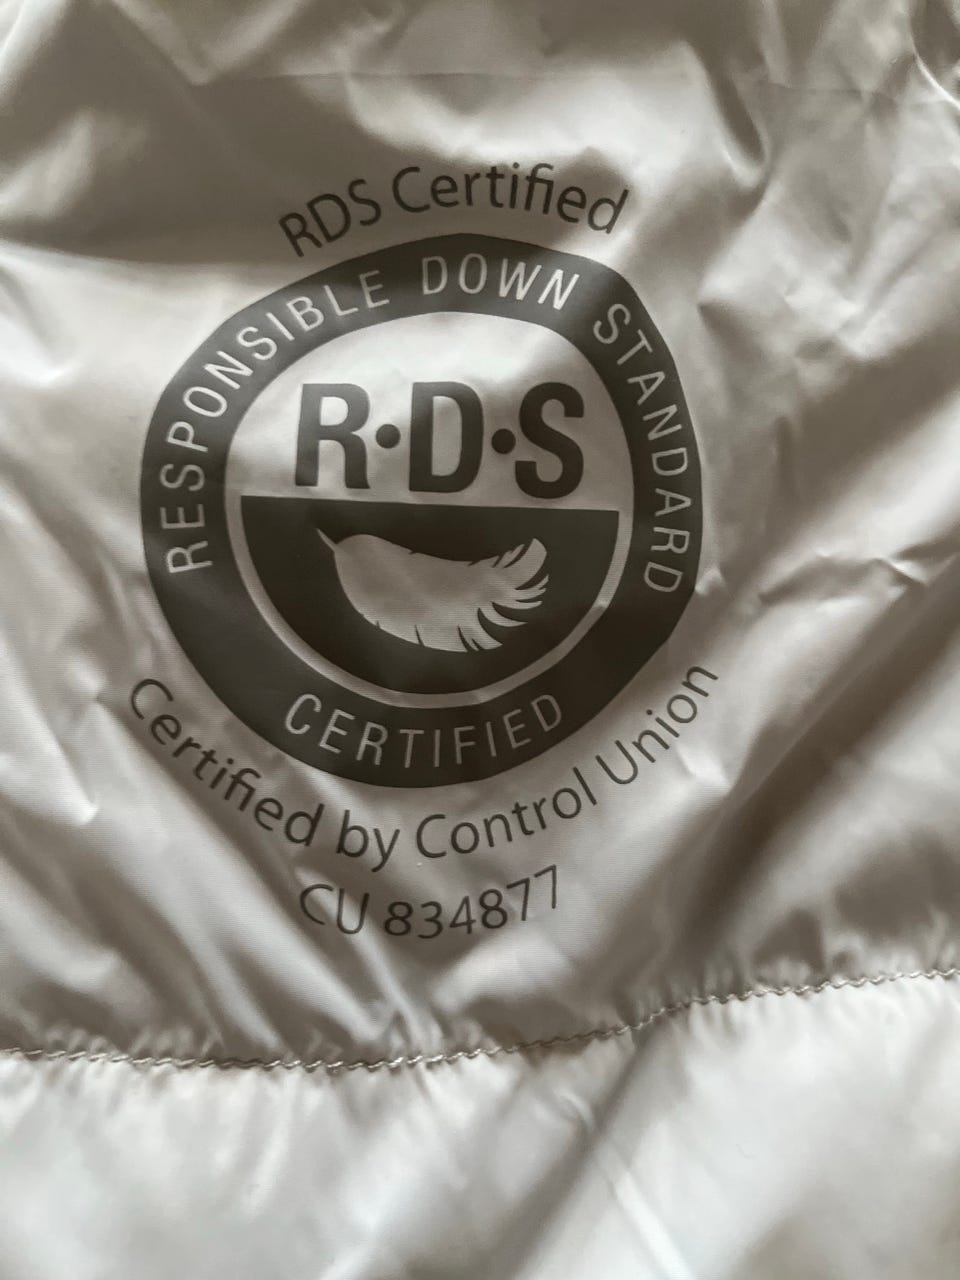 RDS Certified
RESPONSIBLE DOWN STANDARD
R•D•S
CERTIFIED
Certified by Control Union
CU 834877